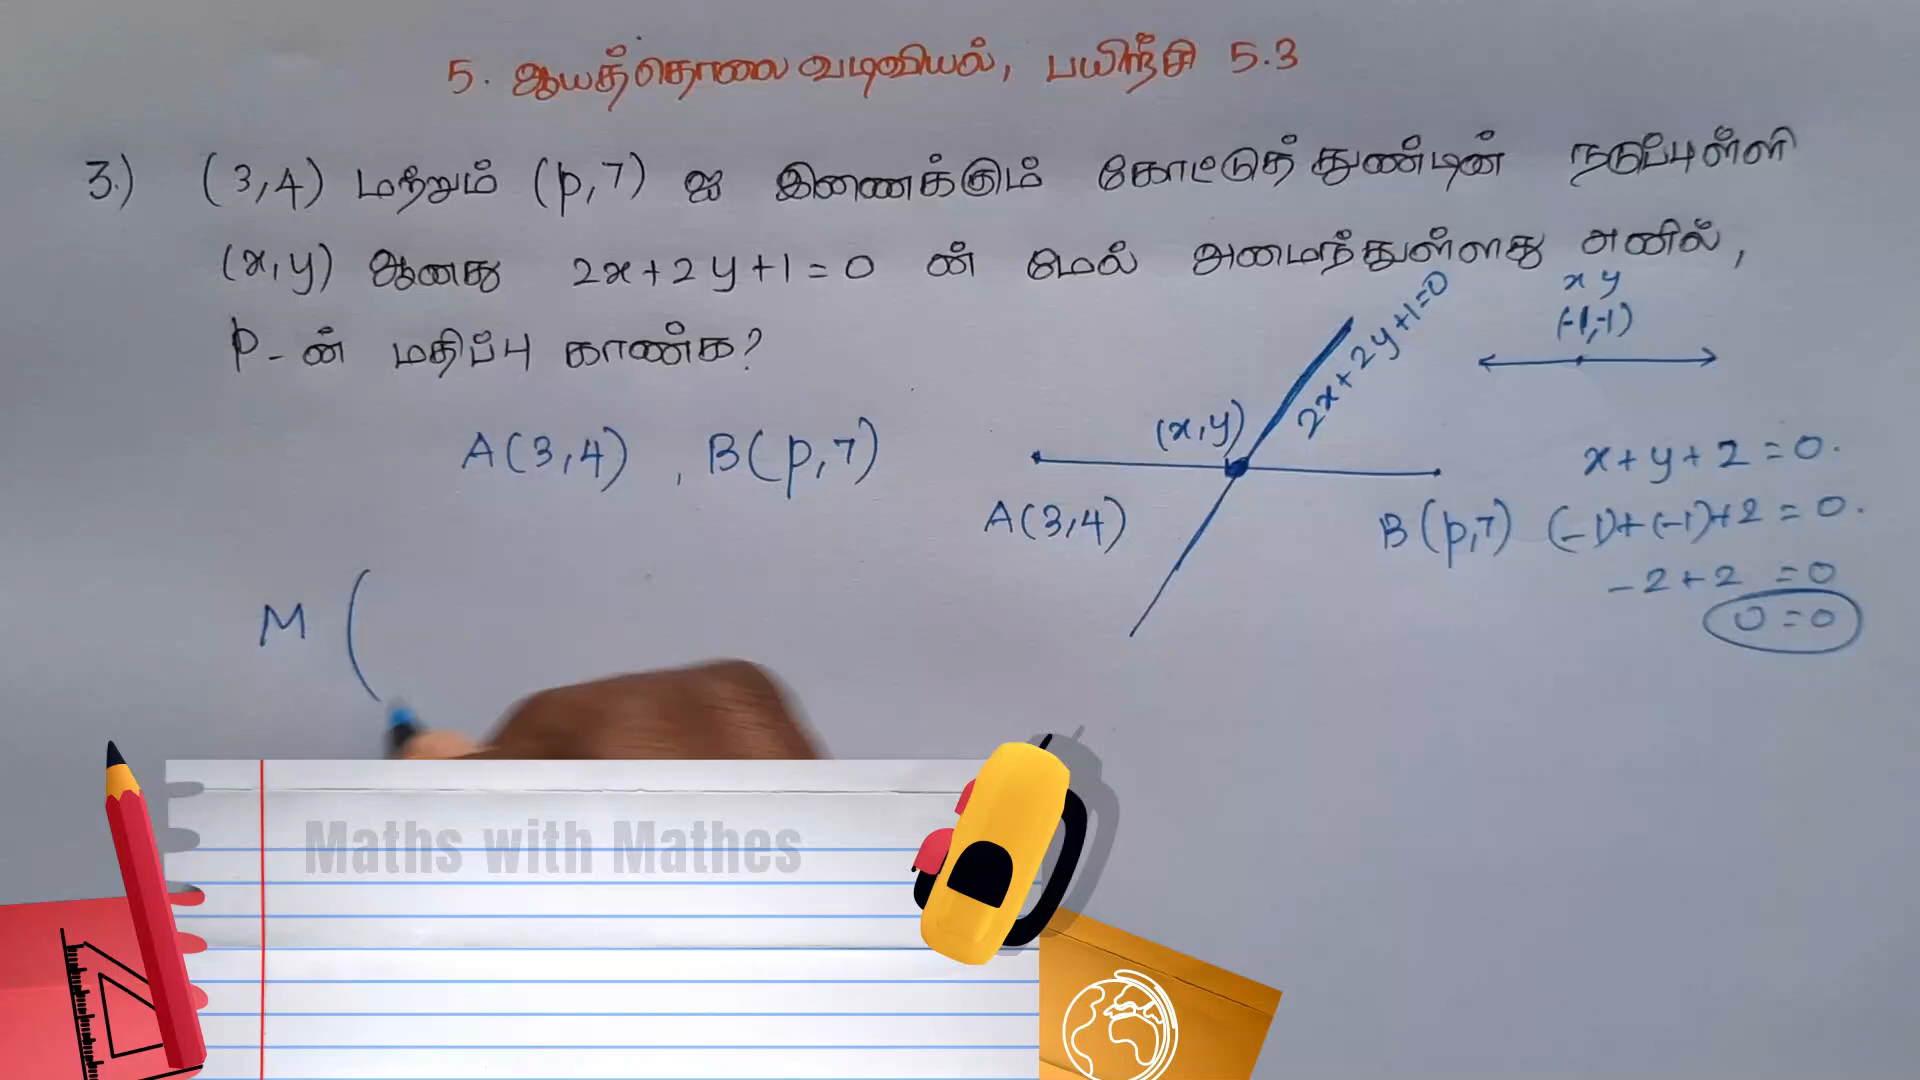 5. ஆயத்தொலை வடிவியல், பயிற்சி 5.3
3.) (3,4) மற்றும் (p,7) ஐ இணைக்கும் கோட்டுத் துண்டின் நடுப்புள்ளி
(x,y) ஆனது 2x+2y+1=0 ன் மேல் அமைந்துள்ளது எனில்,
P-ன் மதிப்பு காண்க?
x y
(-1,-1)
2x+2y+1=0
(x,y)
A(3,4) , B(p,7)
A(3,4)
B(p,7)
x+y+2=0.
(-1)+(-1)+2=0.
-2+2=0
0=0
M (
Maths with Mathes